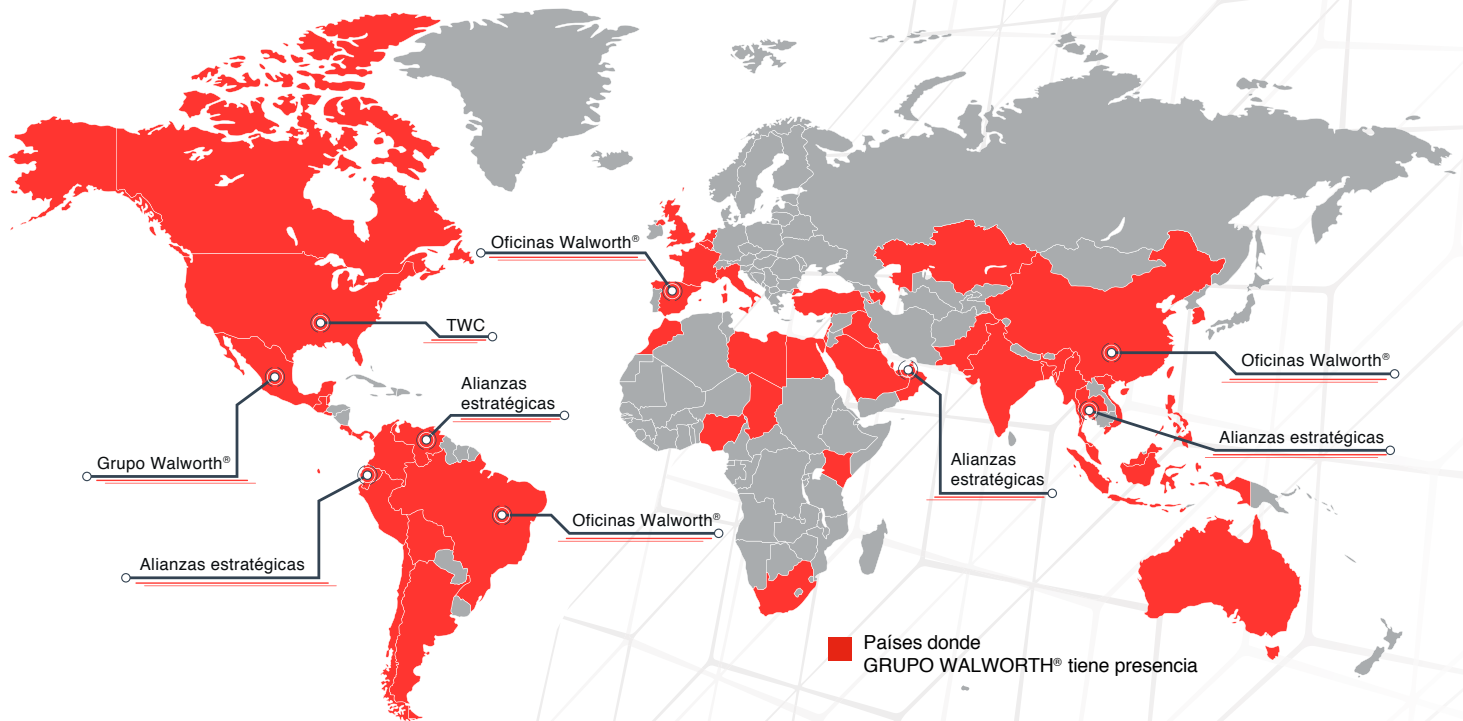 Oficinas Walworth®
TWC
Oficinas Walworth®
Alianzas
estratégicas
Alianzas estratégicas
Grupo Walworth®
Alianzas
estratégicas
Oficinas Walworth®
Alianzas estratégicas
Países donde
GRUPO WALWORTH® tiene presencia